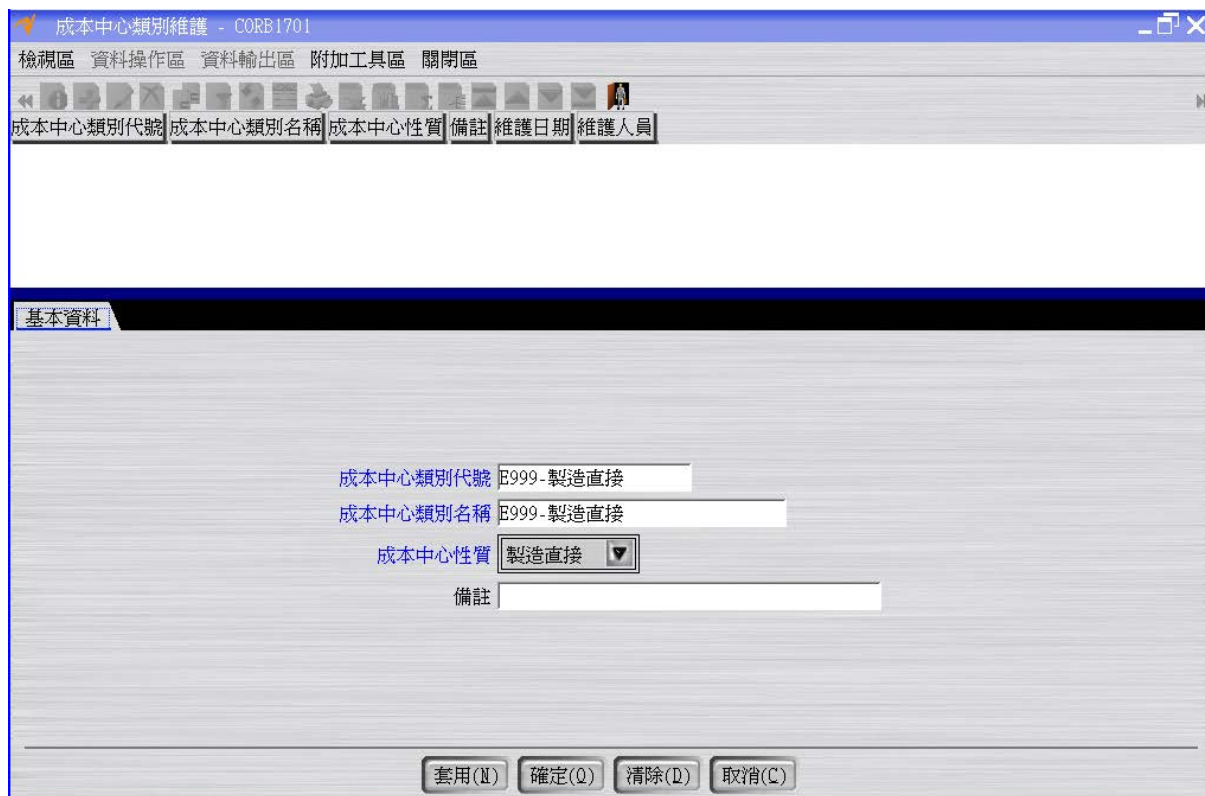 成本中心類別維護 - CORB1701
檢視區 資料操作區 資料輸出區 附加工具區 關閉區
成本中心類別代號 成本中心類別名稱 成本中心性質 備註 維護日期 維護人員
基本資料
成本中心類別代號 E999-製造直接
成本中心類別名稱 E999-製造直接
成本中心性質 製造直接
備註
套用(N) 確定(O) 清除(D) 取消(C)